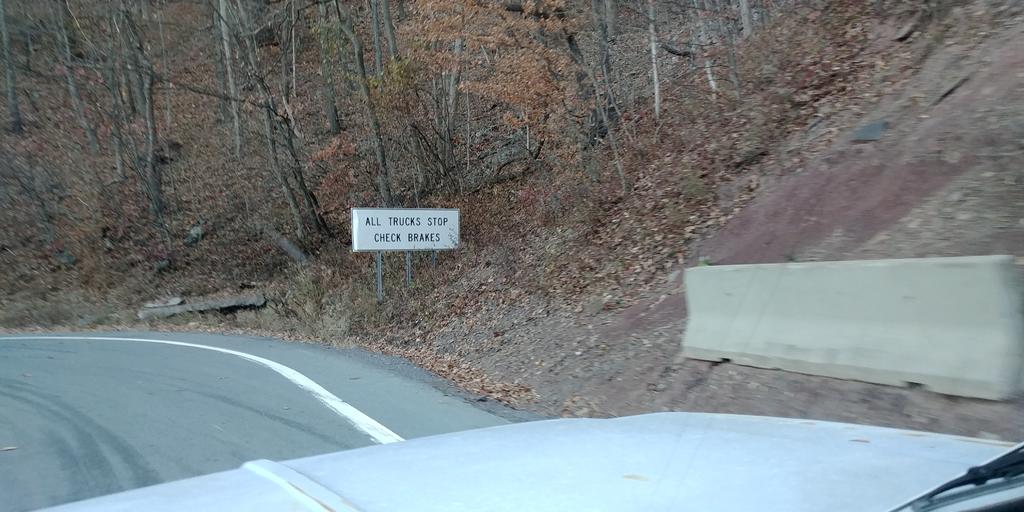 ALL TRUCKS STOP
CHECK BRAKES